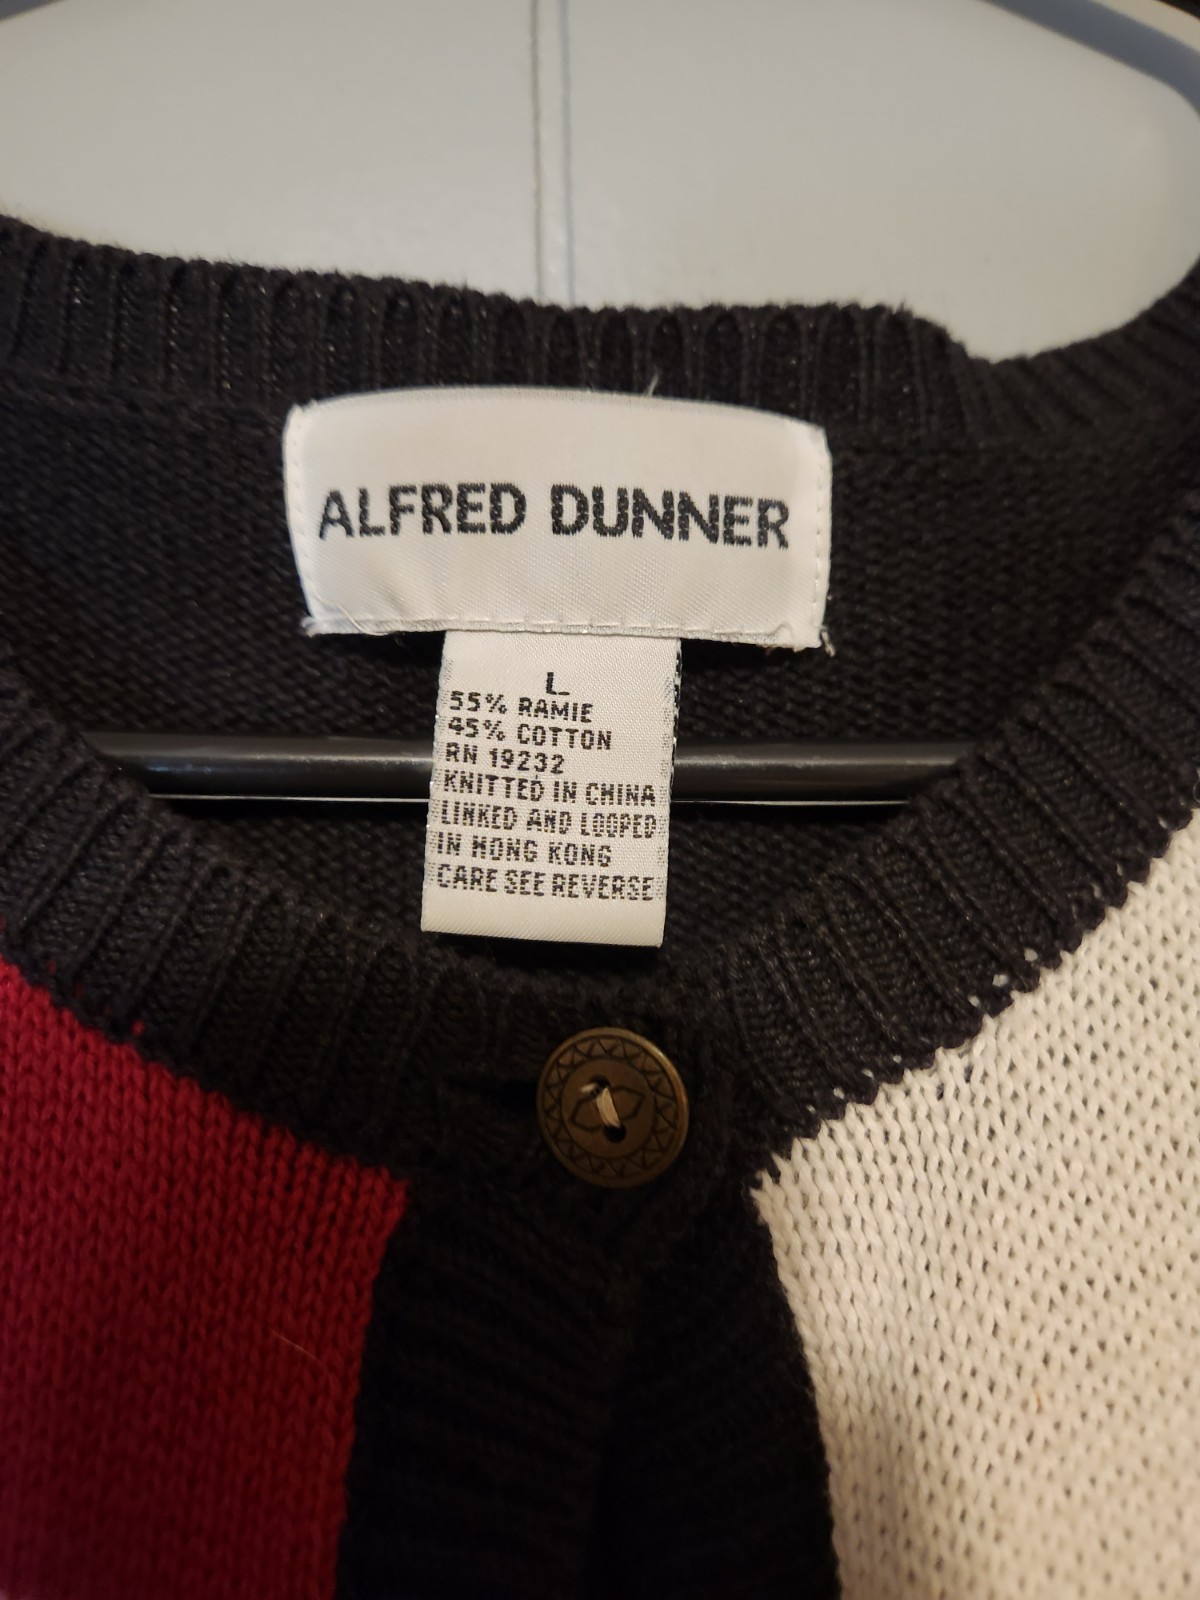 ALFRED DUNNER
L
55% RAMIE
45% COTTON
RN 19232
KNITTED IN CHINA
LINKED AND LOOPED
IN HONG KONG
CARE SEE REVERSE